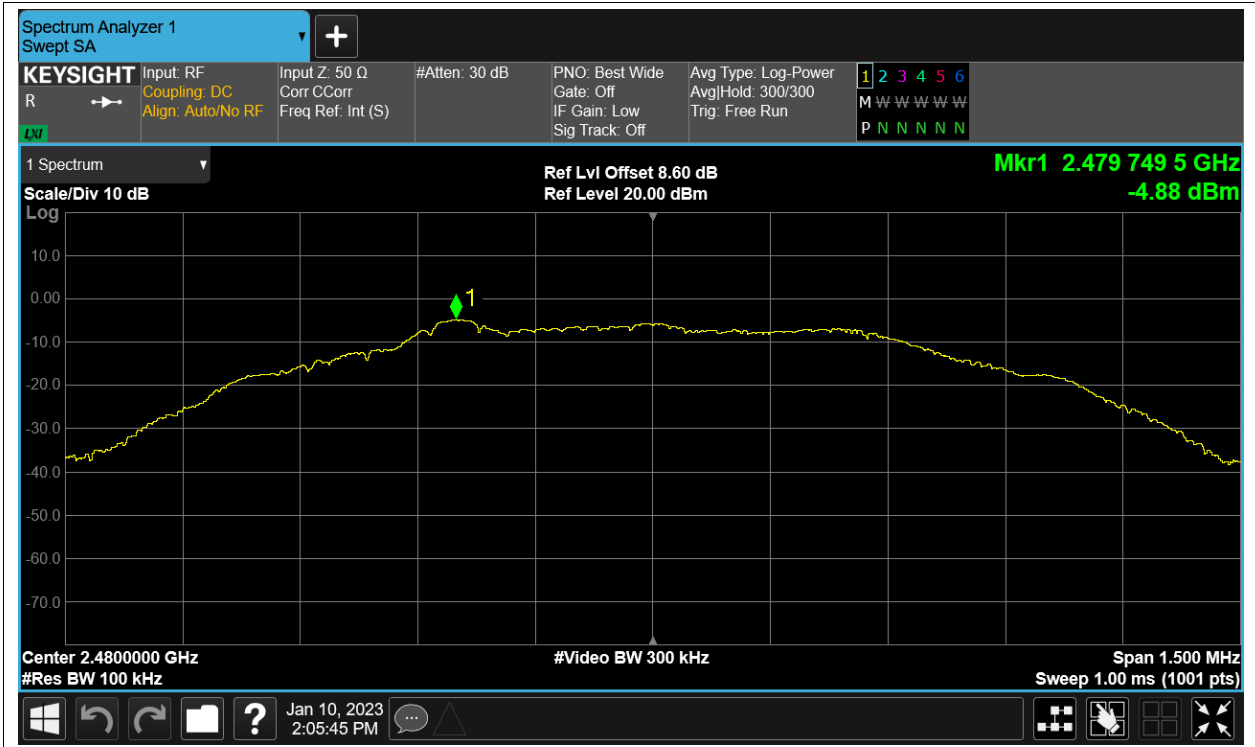 Spectrum Analyzer 1
Swept SA
KEYSIGHT
R
LXI
Input: RF
Coupling: DC
Align: Auto/No RF
Input Z: 50 Ω
Corr CCorr
Freq Ref: Int (S)
#Atten: 30 dB
PNO: Best Wide
Gate: Off
IF Gain: Low
Sig Track: Off
Avg Type: Log-Power
Avg|Hold: 300/300
Trig: Free Run
1 2 3 4 5 6
M W W W W W
P N N N N N
1 Spectrum
Scale/Div 10 dB
Log
Ref Lvl Offset 8.60 dB
Ref Level 20.00 dBm
Mkr1 2.479 749 5 GHz
-4.88 dBm
10.0
0.00
-10.0
-20.0
-30.0
-40.0
-50.0
-60.0
-70.0
1
Center 2.4800000 GHz
#Res BW 100 kHz
#Video BW 300 kHz
Span 1.500 MHz
Sweep 1.00 ms (1001 pts)
?
Jan 10, 2023
2:05:45 PM